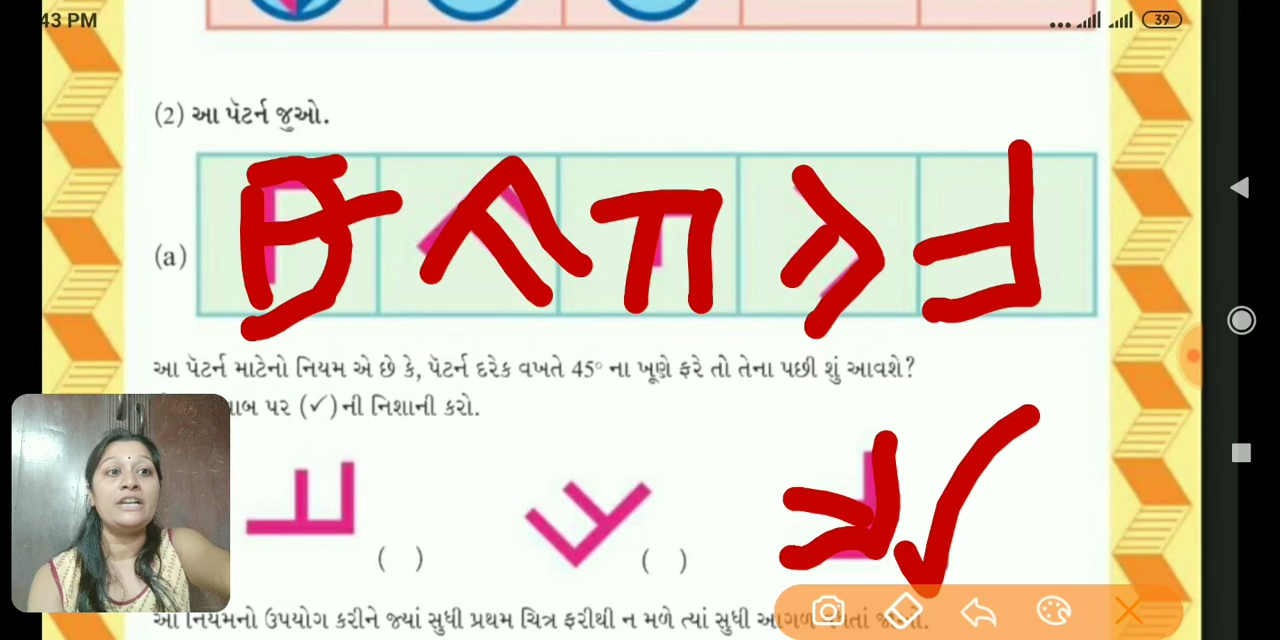 43 PM
39
(2) આ પૅટર્ન જુઓ.
(a)
આ પૅટર્ન માટેનો નિયમ એ છે કે, પૅટર્ન દરેક વખતે 45° ના ખૂણે ફરે તો તેના પછી શું આવશે?
પર (✓) ની નિશાની કરો.
( ) ( )
આ નિયમનો ઉપયોગ કરીને જ્યાં સુધી પ્રથમ ચિત્ર ફરીથી ન મળે ત્યાં સુધી